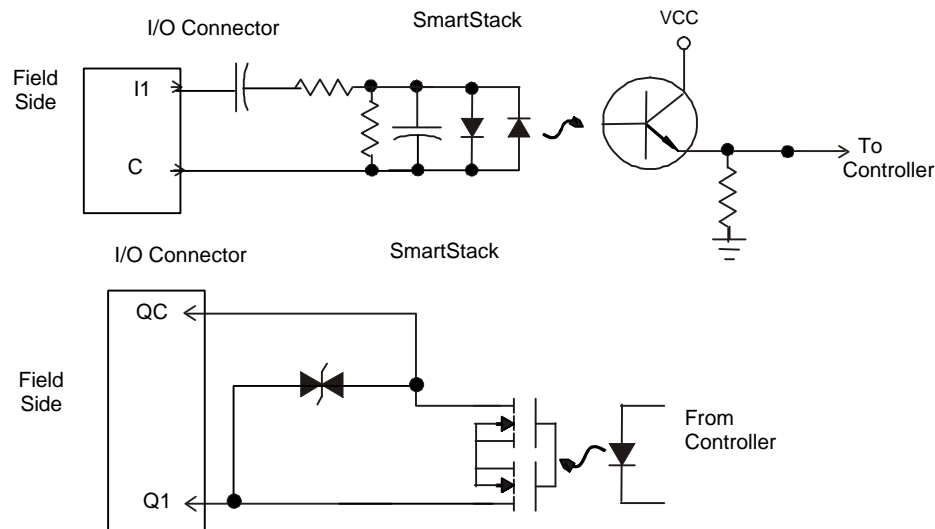 I/O Connector
SmartStack
VCC
Field
Side
I1
C
To
Controller
I/O Connector
SmartStack
QC
Field
Side
Q1
From
Controller